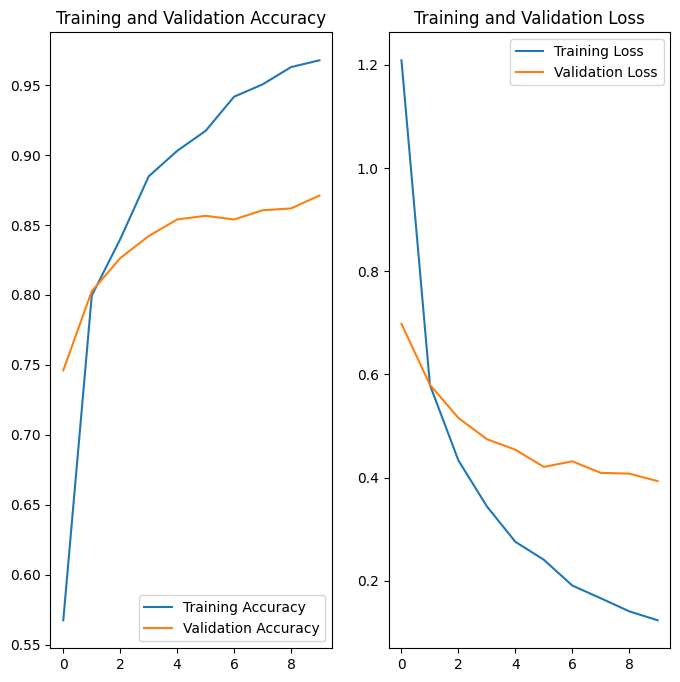 Training and Validation Accuracy
0.95
0.90
0.85
0.80
0.75
0.70
0.65
0.60
0.55
0 2 4 6 8
Training Accuracy
Validation Accuracy
Training and Validation Loss
1.2
1.0
0.8
0.6
0.4
0.2
0 2 4 6 8
Training Loss
Validation Loss